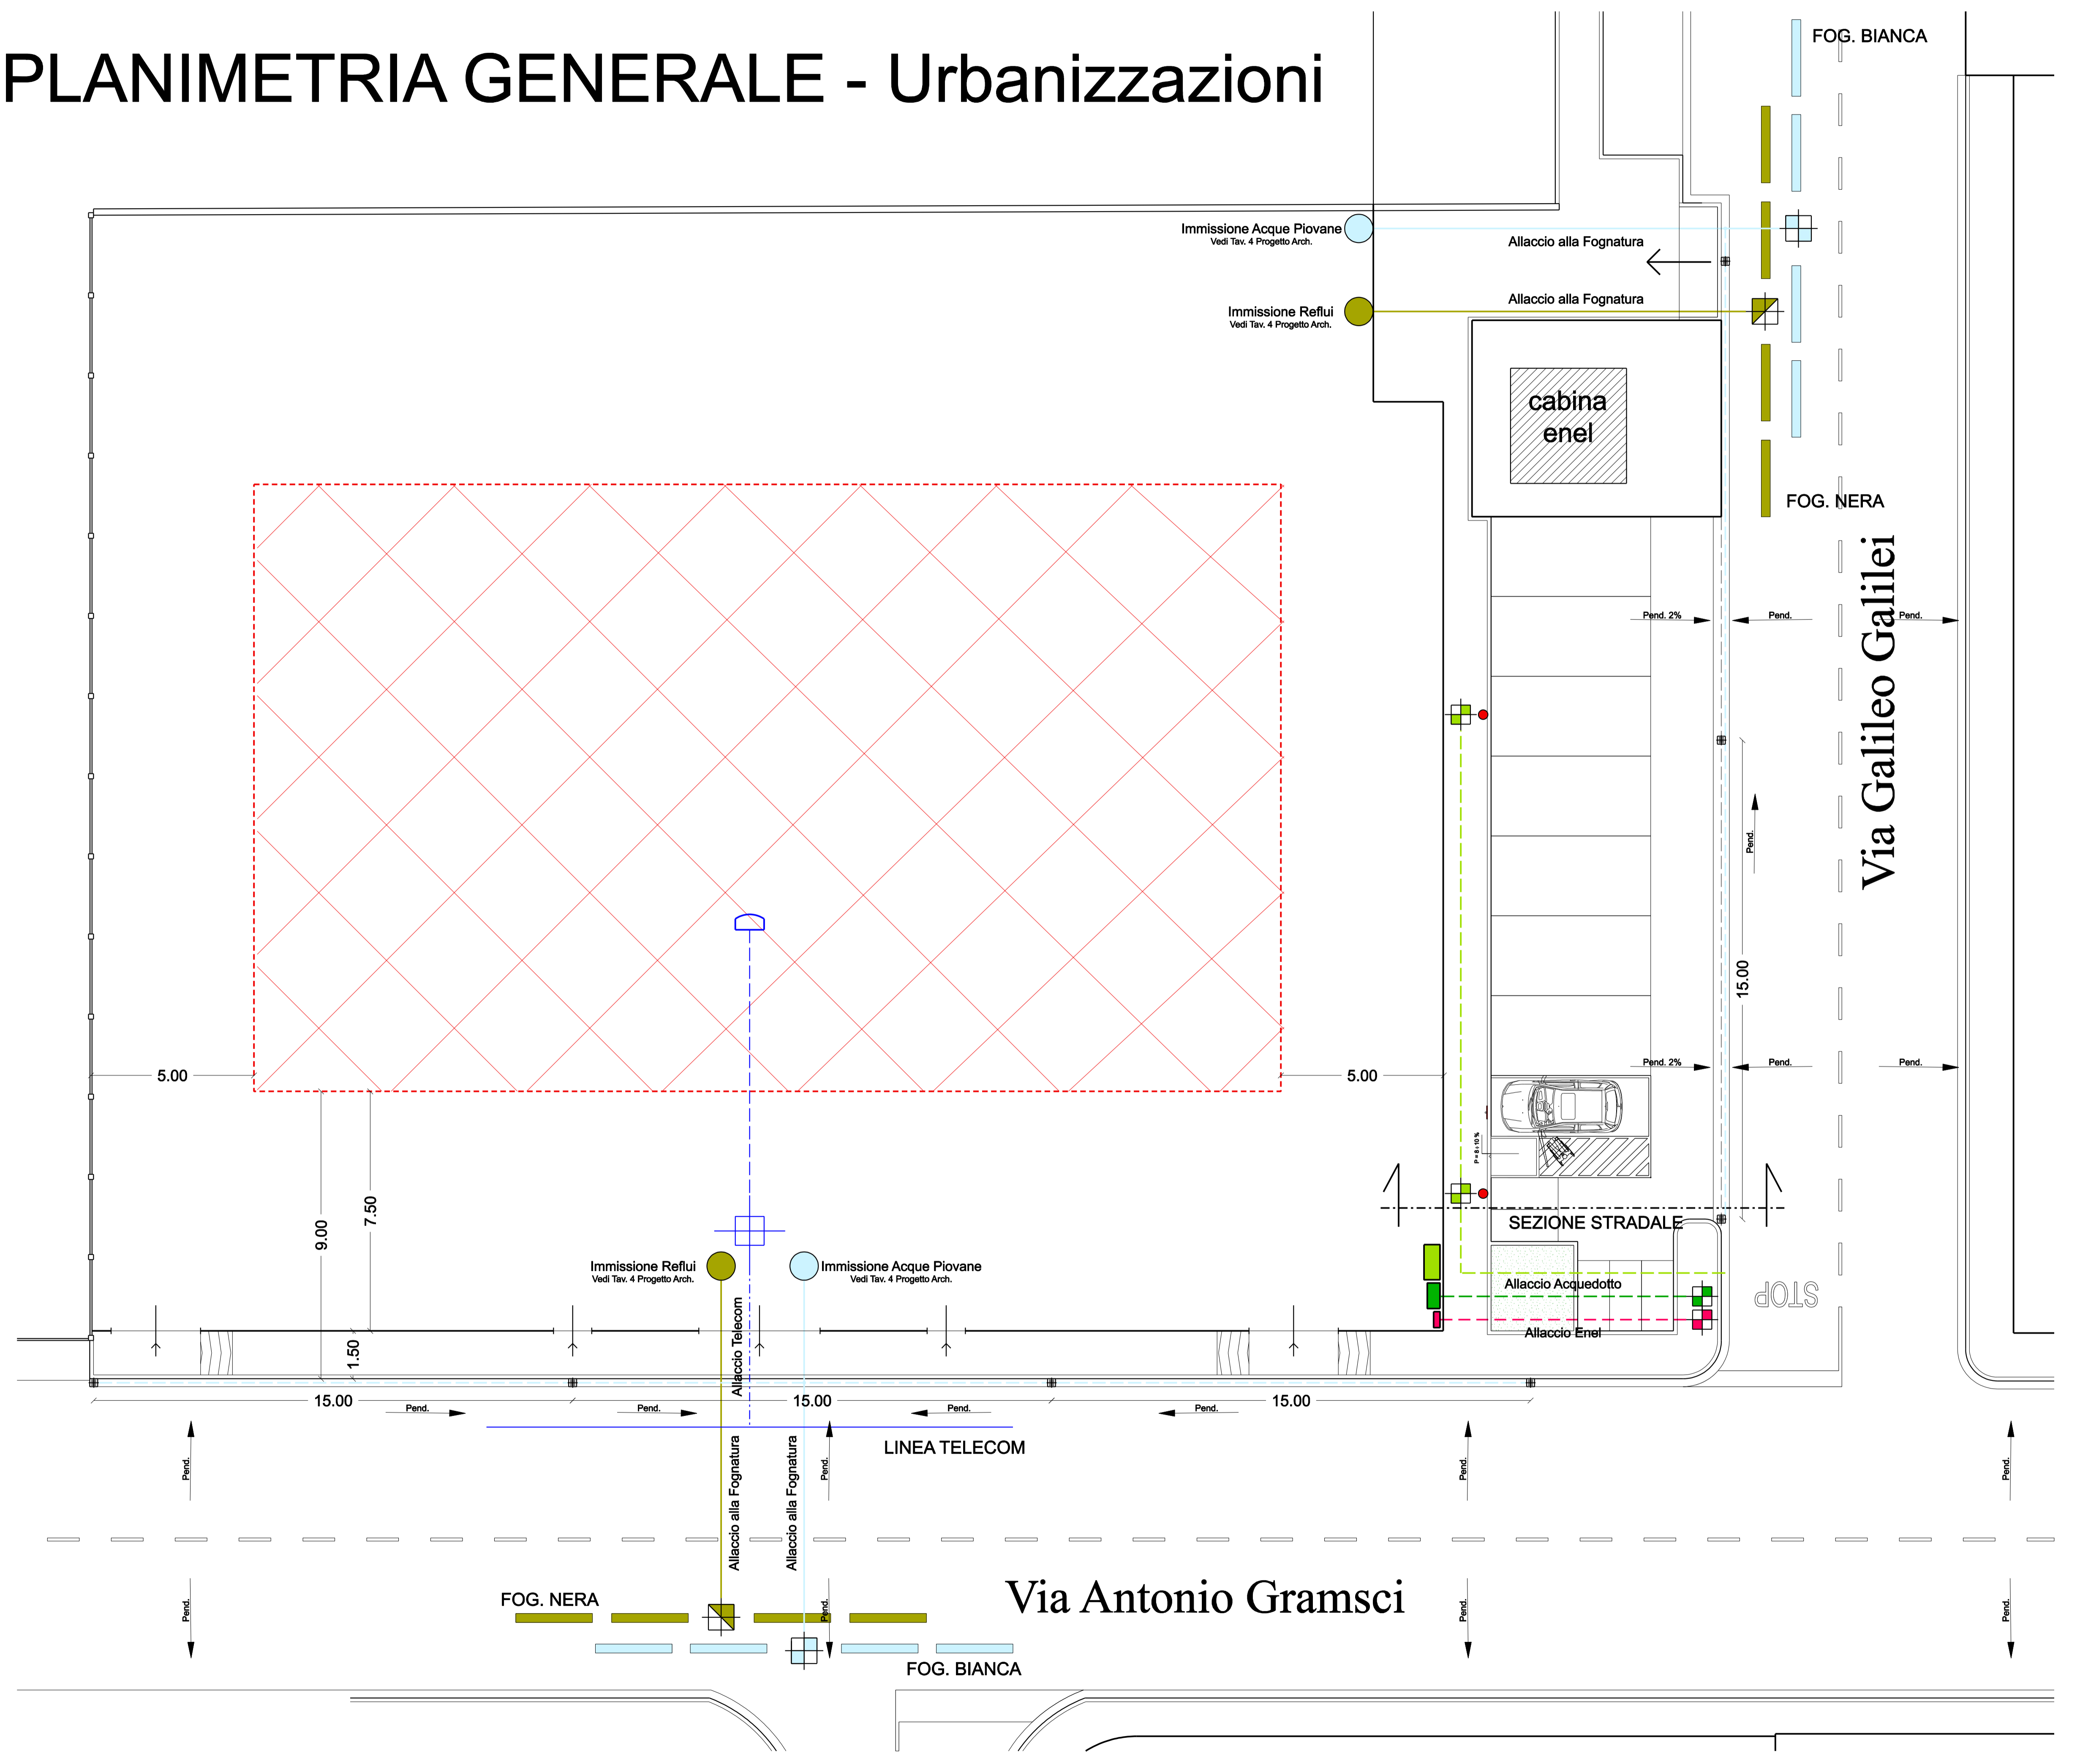 PLANIMETRIA GENERALE - Urbanizzazioni
FOG. BIANCA
Immissione Acque Piovane
Vedi Tav. 4 Progetto Arch.
Allaccio alla Fognatura
Allaccio alla Fognatura
Immissione Reflui
Vedi Tav. 4 Progetto Arch.
cabina
enel
FOG. NERA
Via Galileo Galilei
Pend. 2%
Pend.
Pend.
Pend.
15.00
Pend. 2%
Pend.
Pend.
5.00
5.00
P = 8 ÷ 10 %
9.00
7.50
SEZIONE STRADALE
Immissione Reflui
Vedi Tav. 4 Progetto Arch.
Immissione Acque Piovane
Vedi Tav. 4 Progetto Arch.
Allaccio Acquedotto
STOP
Allaccio Enel
Allaccio Telecom
1.50
15.00
15.00
15.00
Pend.
Pend.
Pend.
Pend.
LINEA TELECOM
Pend.
Allaccio alla Fognatura
Allaccio alla Fognatura
Pend.
Pend.
Pend.
FOG. NERA
Via Antonio Gramsci
Pend.
Pend.
Pend.
Pend.
FOG. BIANCA